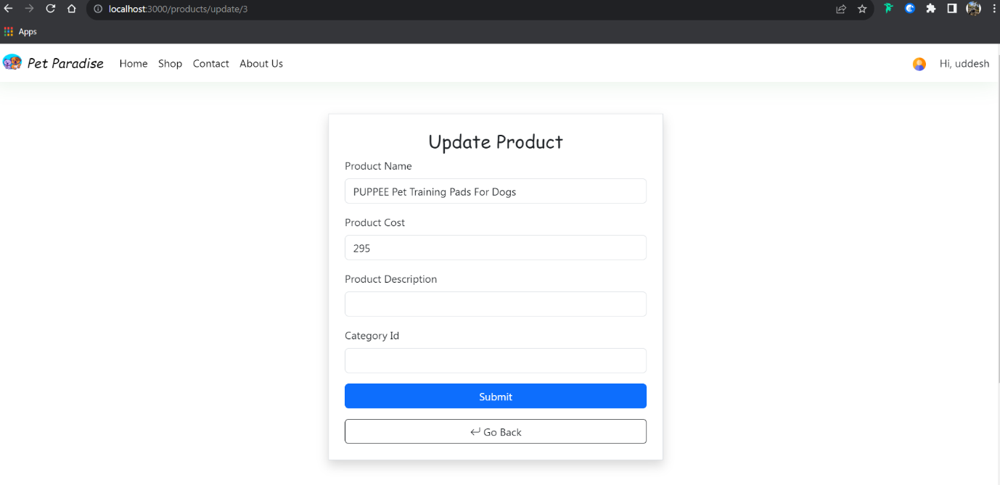 localhost:3000/products/update/3
Apps
Pet Paradise Home Shop Contact About Us Hi, uddesh
Update Product
Product Name
PUPPEE Pet Training Pads For Dogs
Product Cost
295
Product Description
Category Id
Submit
Go Back